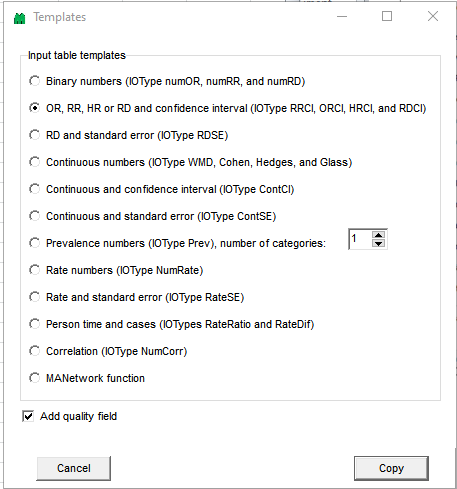 Templates
Input table templates
Binary numbers (IOType numOR, numRR, and numRD)
OR, RR, HR or RD and confidence interval (IOType RRCI, ORCI, HRCI, and RDCI)
RD and standard error (IOType RDSE)
Continuous numbers (IOType WMD, Cohen, Hedges, and Glass)
Continuous and confidence interval (IOType ContCI)
Continuous and standard error (IOType ContSE)
Prevalence numbers (IOType Prev), number of categories: 1
Rate numbers (IOType NumRate)
Rate and standard error (IOType RateSE)
Person time and cases (IOTypes RateRatio and RateDif)
Correlation (IOType NumCorr)
MANetwork function
Add quality field
Cancel Copy